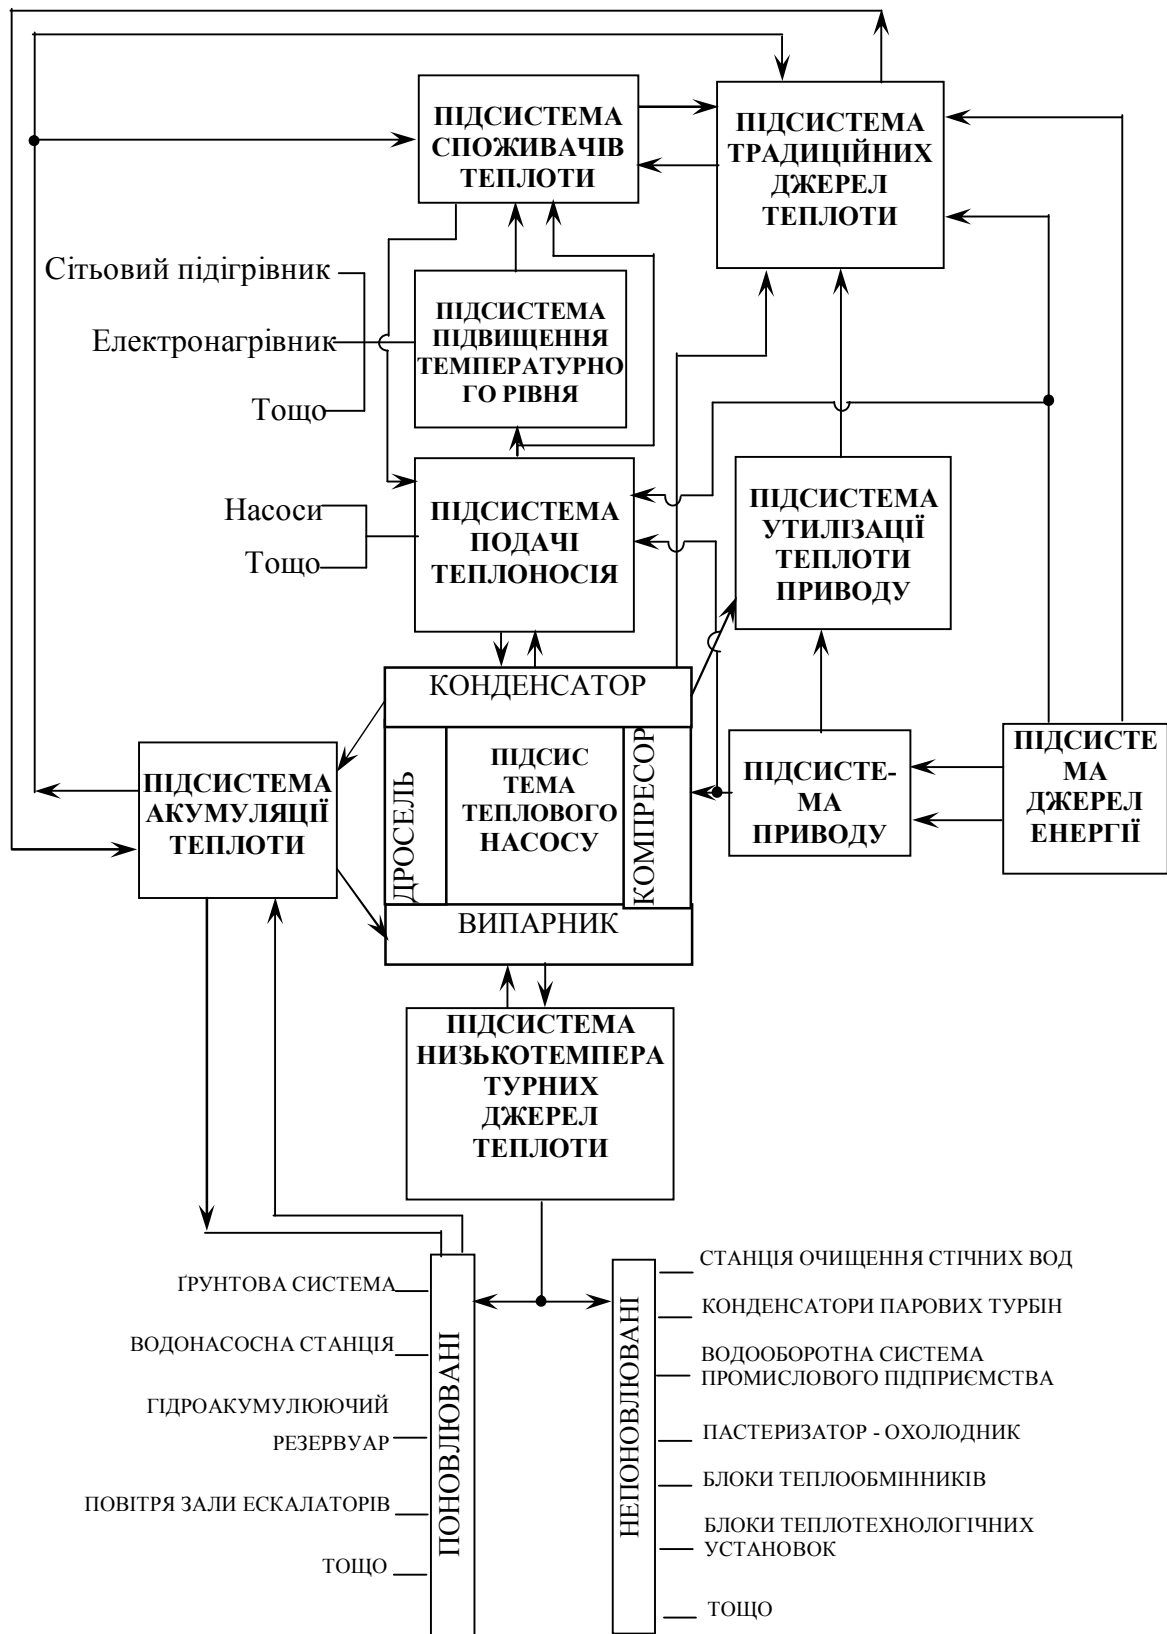 ПІДСИСТЕМА
СПОЖИВАЧІВ
ТЕПЛОТИ
ПІДСИСТЕМА
ТРАДИЦІЙНИХ
ДЖЕРЕЛ
ТЕПЛОТИ
Сітьовий підігрівник
Електронагрівник
Тощо
ПІДСИСТЕМА
ПІДВИЩЕННЯ
ТЕМПЕРАТУРНО
ГО РІВНЯ
Насоси
Тощо
ПІДСИСТЕМА
ПОДАЧІ
ТЕПЛОНОСІЯ
ПІДСИСТЕМА
УТИЛІЗАЦІЇ
ТЕПЛОТИ
ПРИВОДУ
КОНДЕНСАТОР
ПІДСИСТЕМА
АКУМУЛЯЦІЇ
ТЕПЛОТИ
ДРОСЕЛЬ
ПІДСИС
ТЕМА
ТЕПЛОВОГО
НАСОСУ
КОМПРЕСОР
ПІДСИСТЕ-
МА
ПРИВОДУ
ПІДСИСТЕ
МА
ДЖЕРЕЛ
ЕНЕРГІЇ
ВИПАРНИК
ПІДСИСТЕМА
НИЗЬКОТЕМПЕРА
ТУРНИХ
ДЖЕРЕЛ
ТЕПЛОТИ
ҐРУНТОВА СИСТЕМА
ВОДОНАСОСНА СТАНЦІЯ
ГІДРОАКУМУЛЮЮЧИЙ
РЕЗЕРВУАР
ПОВІТРЯ ЗАЛИ ЕСКАЛАТОРІВ
ТОЩО
ПОНОВЛЮВАНІ
НЕПОНОВЛЮВАНІ
СТАНЦІЯ ОЧИЩЕННЯ СТІЧНИХ ВОД
КОНДЕНСАТОРИ ПАРОВИХ ТУРБІН
ВОДООБОРОТНА СИСТЕМА
ПРОМИСЛОВОГО ПІДПРИЄМСТВА
ПАСТЕРИЗАТОР - ОХОЛОДНИК
БЛОКИ ТЕПЛООБМІННИКІВ
БЛОКИ ТЕПЛОТЕХНОЛОГІЧНИХ
УСТАНОВОК
ТОЩО